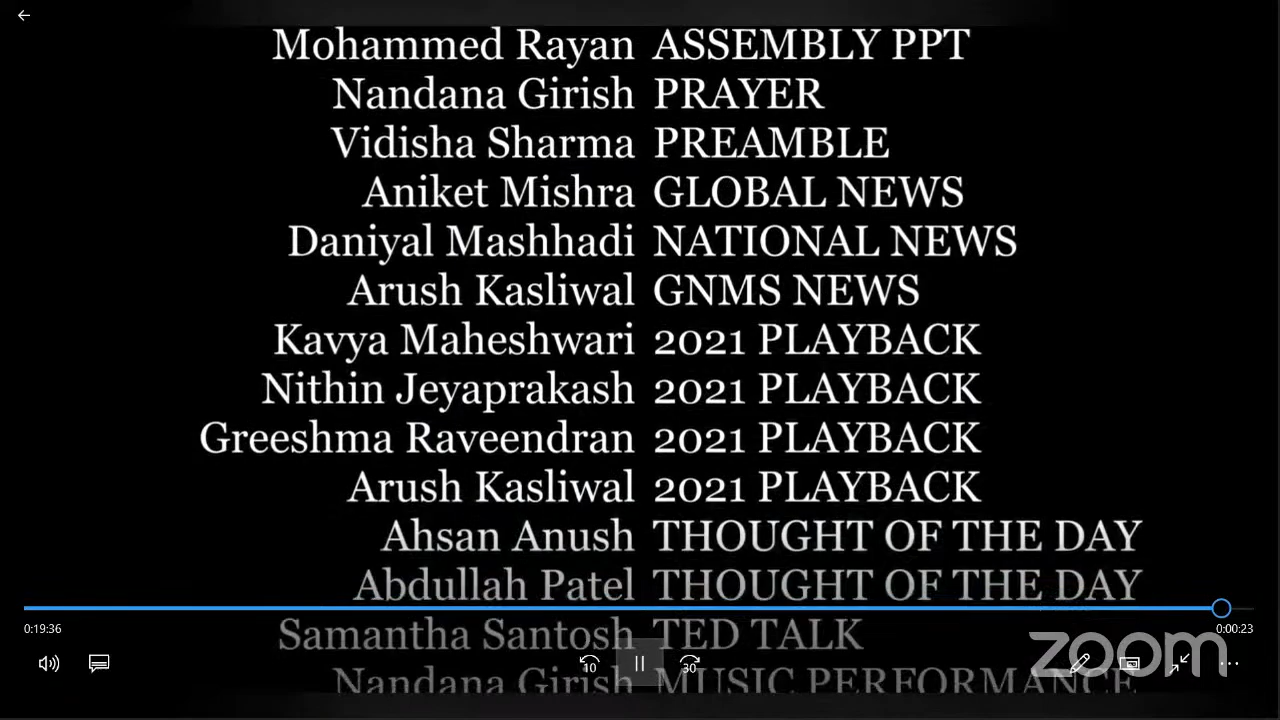 Mohammed Rayan ASSEMBLY PPT
Nandana Girish PRAYER
Vidisha Sharma PREAMBLE
Aniket Mishra GLOBAL NEWS
Daniyal Mashhadi NATIONAL NEWS
Arush Kasliwal GNMS NEWS
Kavya Maheshwari 2021 PLAYBACK
Nithin Jeyaprakash 2021 PLAYBACK
Greeshma Raveendran 2021 PLAYBACK
Arush Kasliwal 2021 PLAYBACK
Ahsan Anush THOUGHT OF THE DAY
Abdullah Patel THOUGHT OF THE DAY
0:19:36 0:00:23
Samantha Santosh TED TALK
zoom
10 30
Nandana Girish MUSIC PERFORMANCE